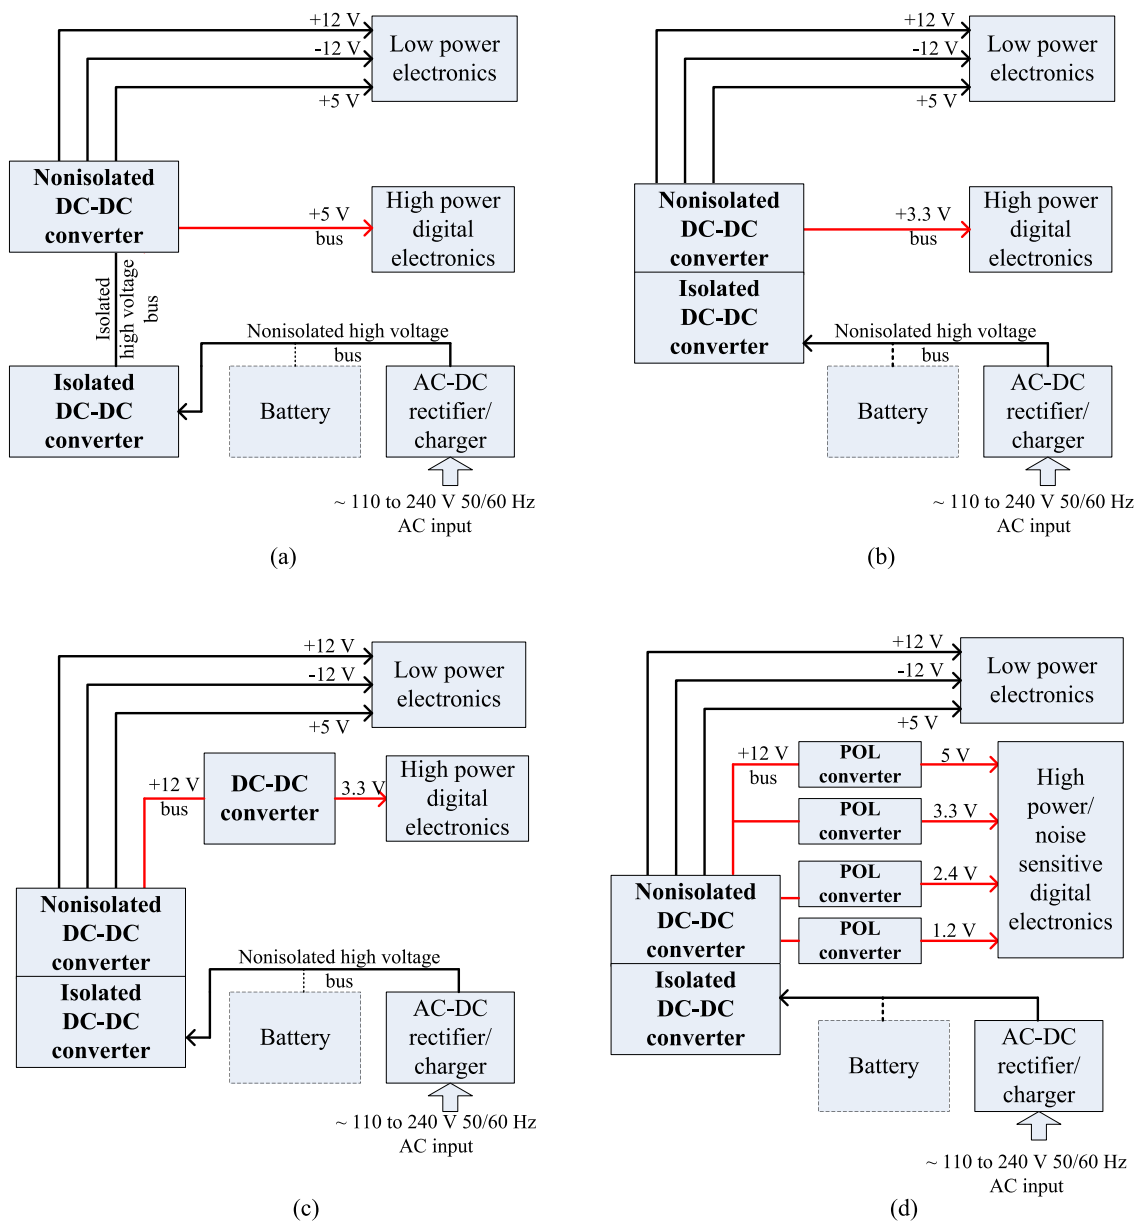 +12 V
-12 V
+5 V
Low power
electronics
Nonisolated
DC-DC
converter
+5 V
bus
High power
digital
electronics
Isolated
high voltage
bus
Nonisolated high voltage
bus
Isolated
DC-DC
converter
Battery
AC-DC
rectifier/
charger
~ 110 to 240 V 50/60 Hz
AC input
(a)
+12 V
-12 V
+5 V
Low power
electronics
Nonisolated
DC-DC
converter
+3.3 V
bus
High power
digital
electronics
Isolated
DC-DC
converter
Nonisolated high voltage
bus
Battery
AC-DC
rectifier/
charger
~ 110 to 240 V 50/60 Hz
AC input
(b)
+12 V
-12 V
+5 V
Low power
electronics
+12 V
bus
DC-DC
converter
3.3 V
High power
digital
electronics
Nonisolated
DC-DC
converter
Isolated
DC-DC
converter
Nonisolated high voltage
bus
Battery
AC-DC
rectifier/
charger
~ 110 to 240 V 50/60 Hz
AC input
(c)
+12 V
-12 V
+5 V
Low power
electronics
+12 V
bus
POL
converter
5 V
POL
converter
3.3 V
POL
converter
2.4 V
POL
converter
1.2 V
High
power/
noise
sensitive
digital
electronics
Nonisolated
DC-DC
converter
Isolated
DC-DC
converter
Battery
AC-DC
rectifier/
charger
~ 110 to 240 V 50/60 Hz
AC input
(d)